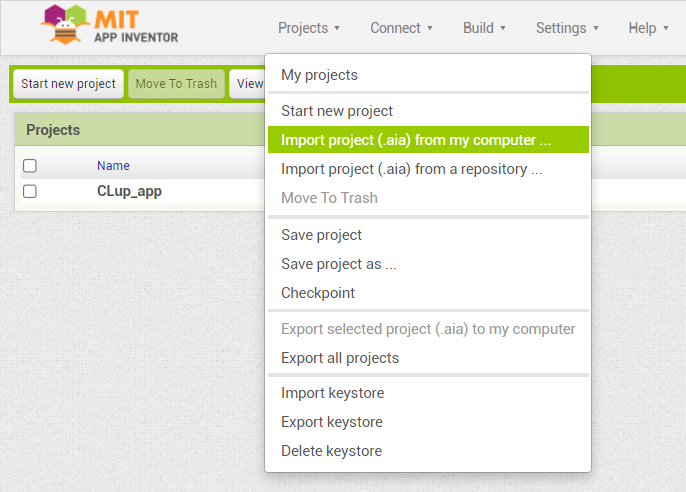 MIT
APP INVENTOR
Projects Connect Build Settings Help
Start new project Move To Trash View
Projects
Name
CLup_app
My projects
Start new project
Import project (.aia) from my computer ...
Import project (.aia) from a repository ...
Move To Trash
Save project
Save project as ...
Checkpoint
Export selected project (.aia) to my computer
Export all projects
Import keystore
Export keystore
Delete keystore